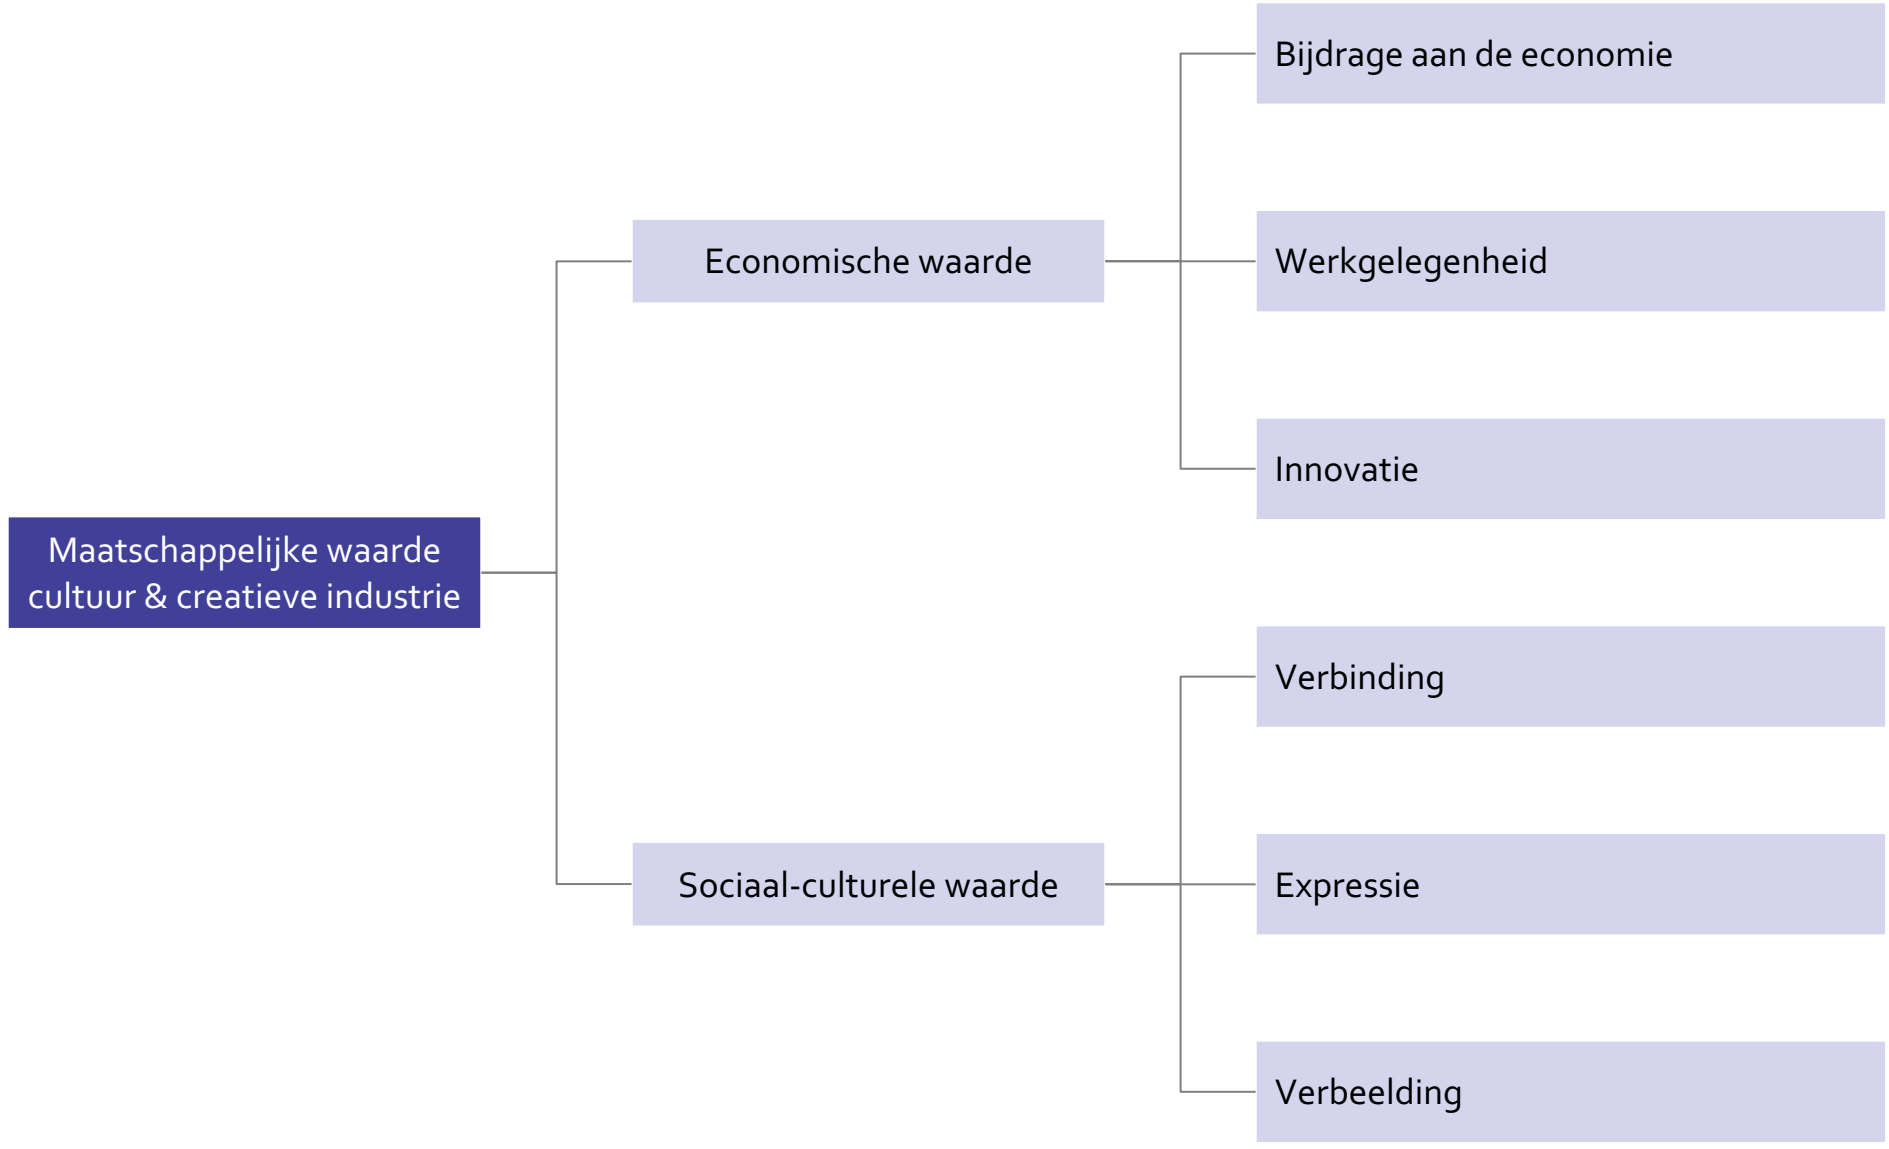 Maatschappelijke waarde
cultuur & creatieve industrie
Economische waarde
Bijdrage aan de economie
Werkgelegenheid
Innovatie
Sociaal-culturele waarde
Verbinding
Expressie
Verbeelding